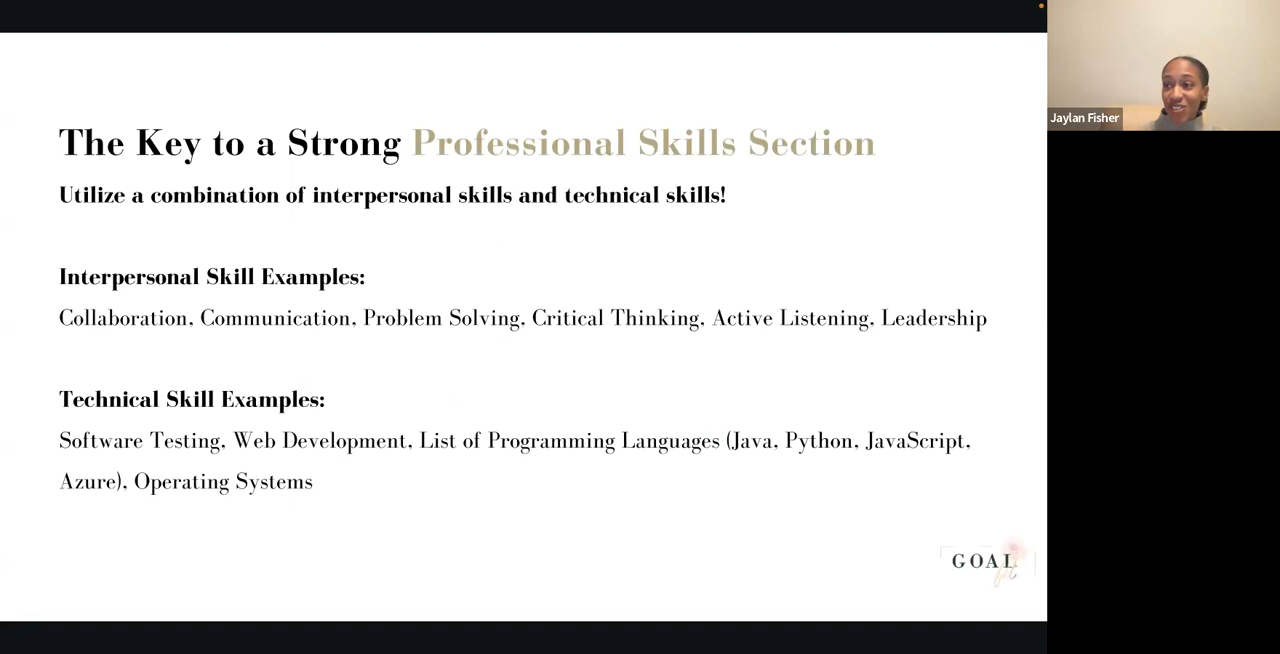 The Key to a Strong Professional Skills Section
Utilize a combination of interpersonal skills and technical skills!
Interpersonal Skill Examples:
Collaboration, Communication, Problem Solving, Critical Thinking, Active Listening, Leadership
Technical Skill Examples:
Software Testing, Web Development, List of Programming Languages (Java, Python, JavaScript,
Azure), Operating Systems
GOAL
Jaylan Fisher